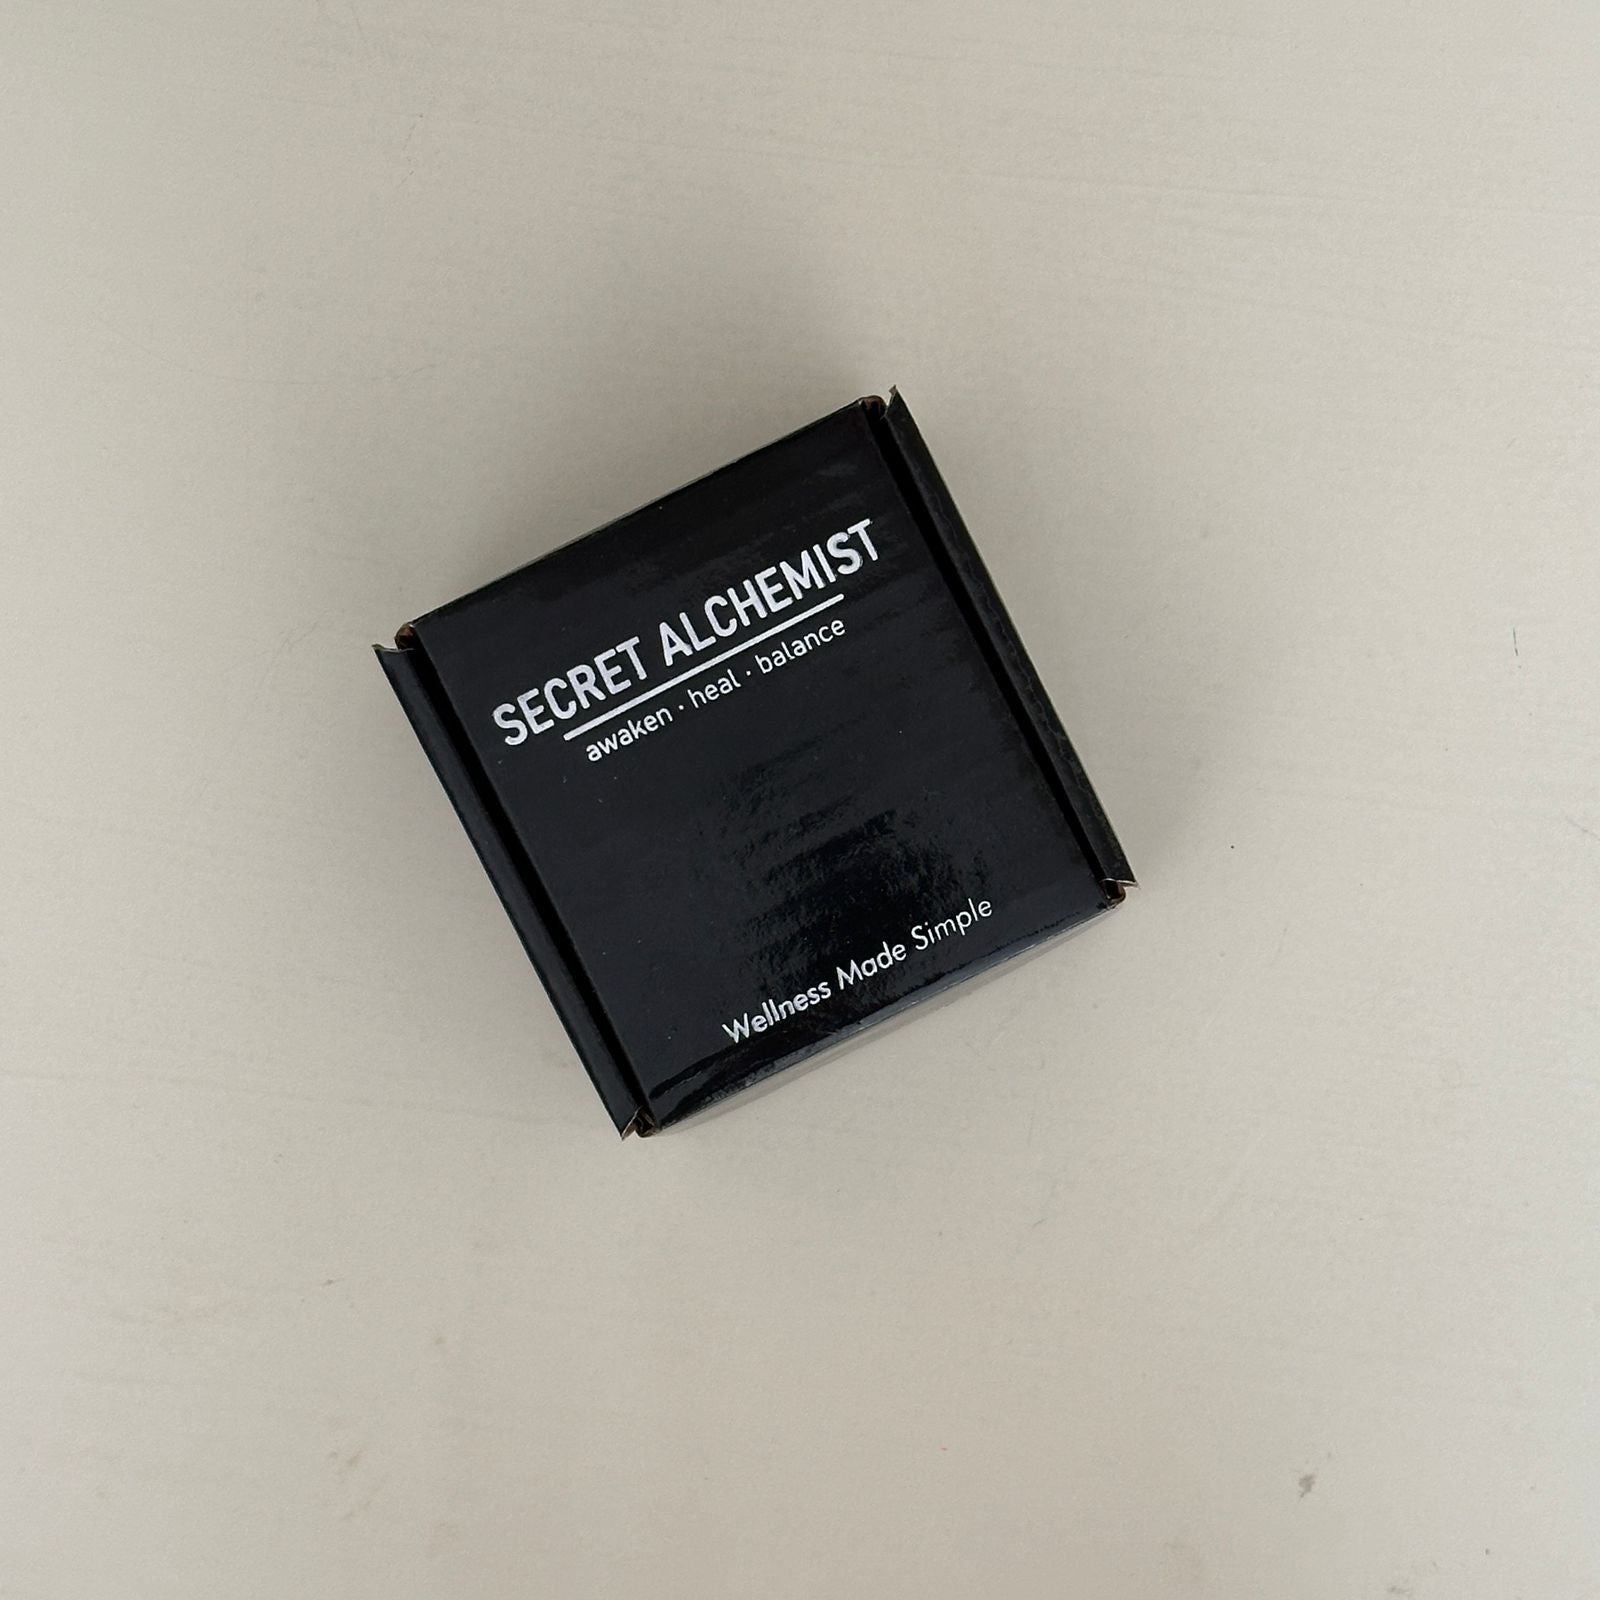 SECRET ALCHEMIST
awaken · heal · balance
Wellness Made Simple